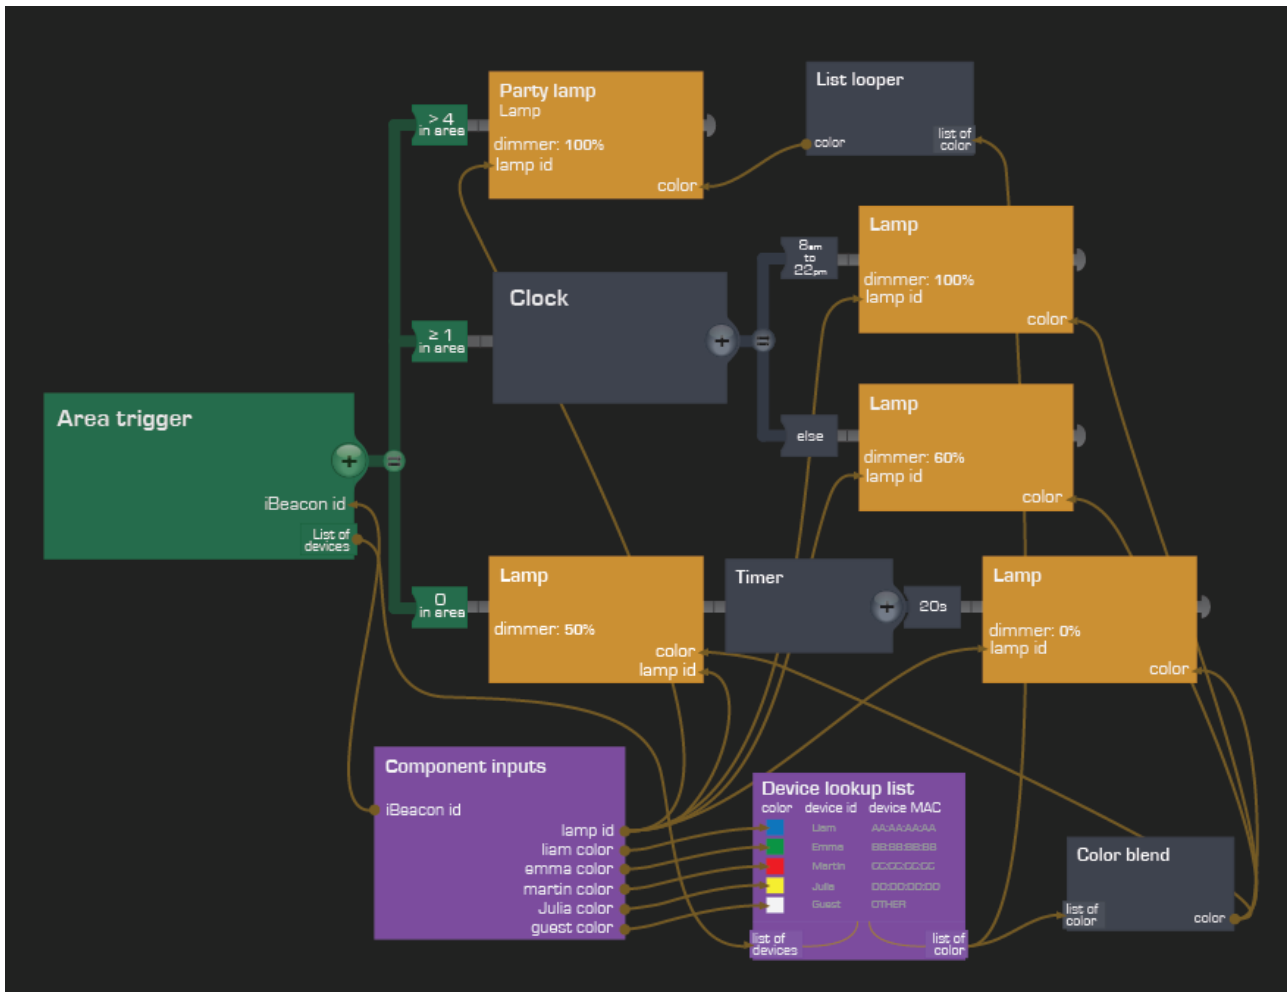 Party lamp
Lamp
dimmer: 100%
lamp id
color
> 4
in area
List looper
color
list of
color
Lamp
dimmer: 100%
lamp id
color
8am
to
22pm
Clock
≥ 1
in area
Area trigger
iBeacon id
List of
devices
Lamp
dimmer: 60%
lamp id
color
else
0
in area
Lamp
dimmer: 50%
color
lamp id
Timer
20s
Lamp
dimmer: 0%
lamp id
color
Component inputs
iBeacon id
lamp id
liam color
emma color
martin color
Julia color
guest color
Device lookup list
color device id device MAC
Liam AA:AA:AA:AA
Emma BB:BB:BB:BB
Martin CC:CC:CC:CC
Julia DD:DD:DD:DD
Guest OTHER
list of
devices
list of
color
Color blend
list of
color
color